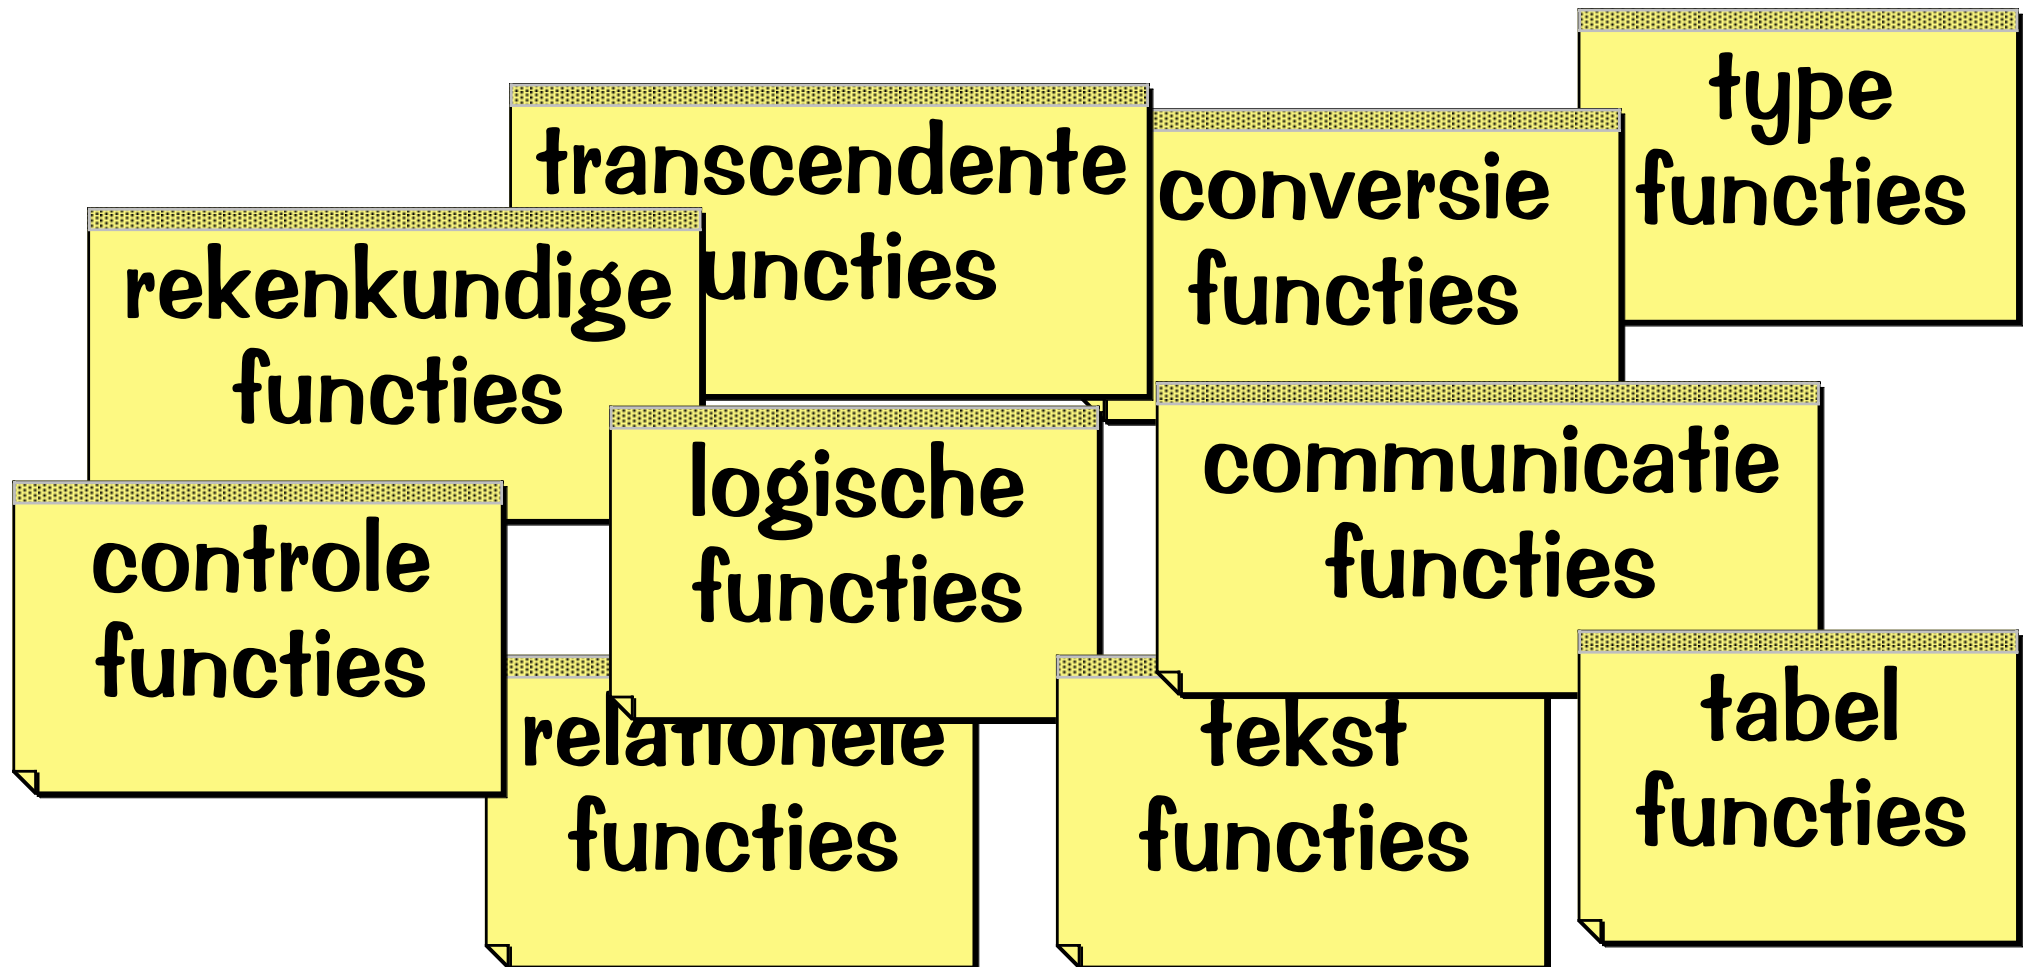 type
functies
transcendente
functies
conversie
functies
rekenkundige
functies
logische
functies
communicatie
functies
controle
functies
relationele
functies
tekst
functies
tabel
functies